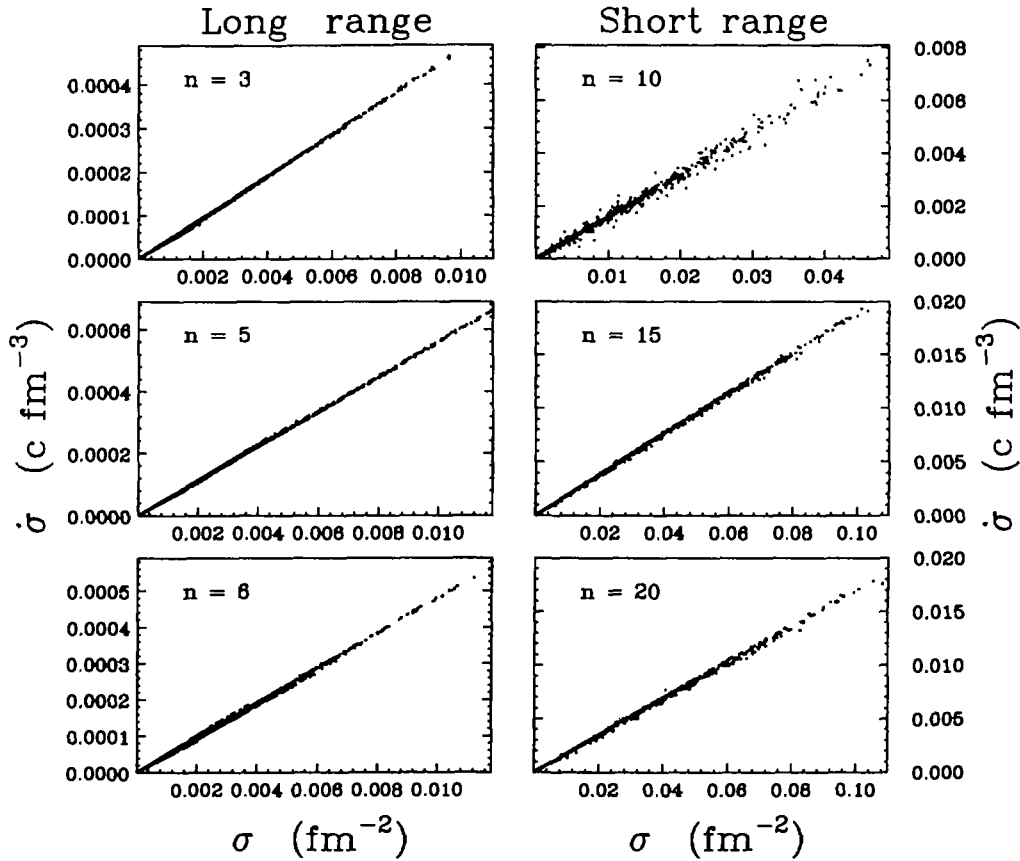 Long range
Short range
n = 3
0.0004
0.0003
0.0002
0.0001
0.0000
0.002 0.004 0.006 0.008 0.010
n = 10
0.008
0.006
0.004
0.002
0.000
0.01 0.02 0.03 0.04
n = 5
0.0006
0.0004
0.0002
0.0000
0.002 0.004 0.006 0.008 0.010
n = 15
0.020
0.015
0.010
0.005
0.000
0.02 0.04 0.06 0.08 0.10
n = 6
0.0005
0.0004
0.0003
0.0002
0.0001
0.0000
0.002 0.004 0.006 0.008 0.010
n = 20
0.020
0.015
0.010
0.005
0.000
0.02 0.04 0.06 0.08 0.10
σ̇ (c fm⁻³)
σ̇ (c fm⁻³)
σ (fm⁻²)
σ (fm⁻²)